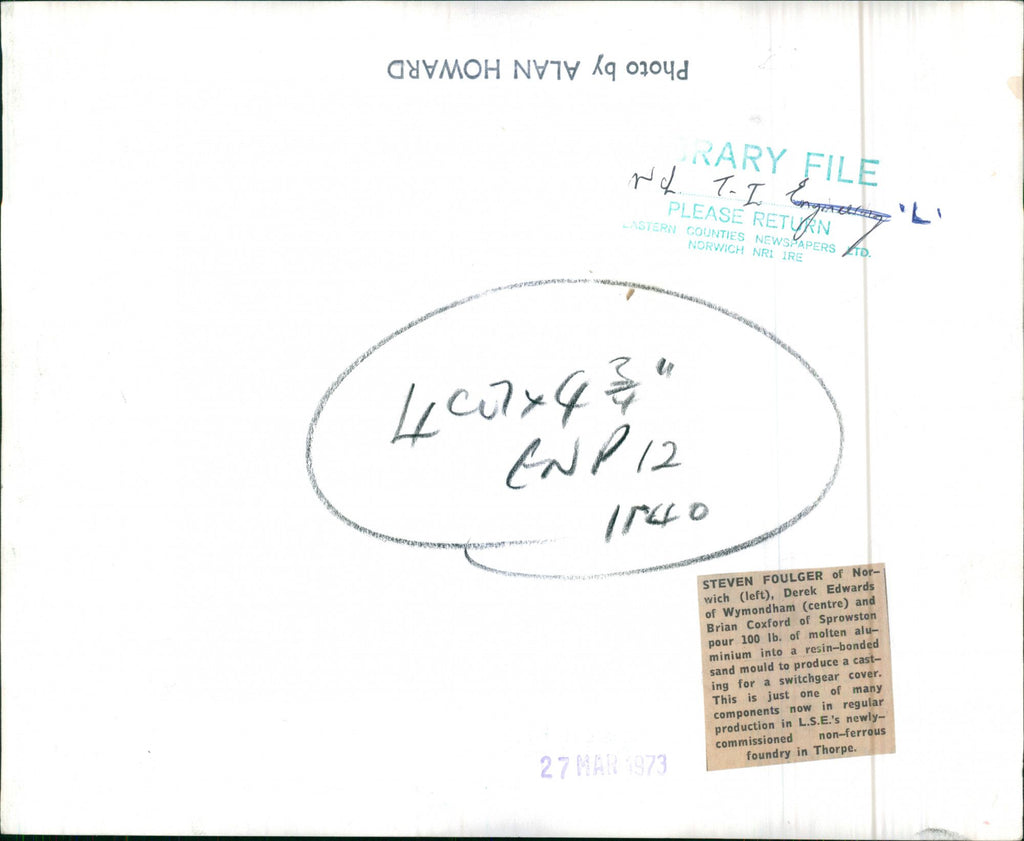 Photo by ALAN HOWARD
RARY FILE
T-I Engineering 'L'
PLEASE RETURN
EASTERN COUNTIES NEWSPAPERS LTD.
NORWICH NR1 1RE
4 col x 4 3/4"
ENP 12
1540
STEVEN FOULGER of Nor-
wich (left), Derek Edwards
of Wymondham (centre) and
Brian Coxford of Sprowston
pour 100 lb. of molten alu-
minium into a resin-bonded
sand mould to produce a cast-
ing for a switchgear cover.
This is just one of many
components now in regular
production in L.S.E.'s newly-
commissioned non-ferrous
foundry in Thorpe.
27 MAR 1973